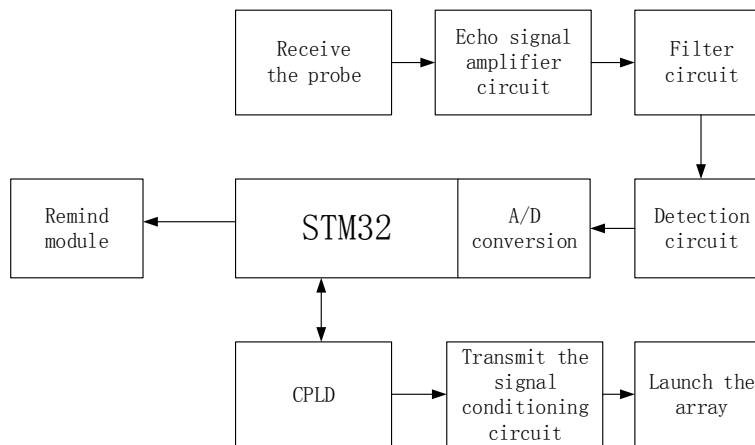 Receive
the probe
Echo signal
amplifier
circuit
Filter
circuit
Remind
module
STM32
A/D
conversion
Detection
circuit
CPLD
Transmit the
signal
conditioning
circuit
Launch the
array